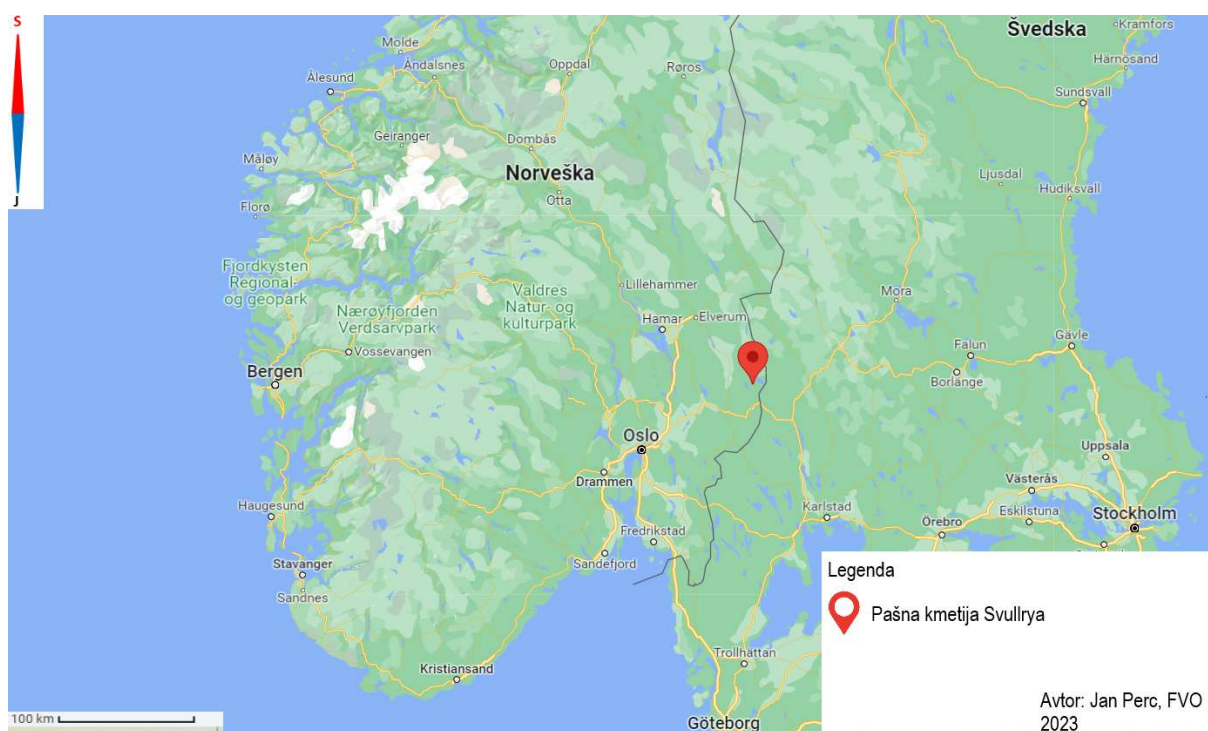 S
J
Švedska
Kramfors
Härnösand
Sundsvall
Molde
Åndalsnes
Oppdal
Røros
Ålesund
Geiranger
Dombås
Måløy
Norveška
Otta
Ljusdal
Hudiksvall
Florø
Fjordkysten
Regional-
og geopark
Nærøyfjorden
Verdsarvpark
Valdres
Natur- og
kulturpark
Lillehammer
Hamar
Elverum
Mora
Vossevangen
Bergen
Falun
Borlänge
Gävle
Oslo
Drammen
Uppsala
Haugesund
Fredrikstad
Karlstad
Västerås
Örebro
Eskilstuna
Stockholm
Stavanger
Sandnes
Sandefjord
Kristiansand
Trollhättan
Göteborg
100 km
Legenda
Pašna kmetija Svullrya
Avtor: Jan Perc, FVO
2023